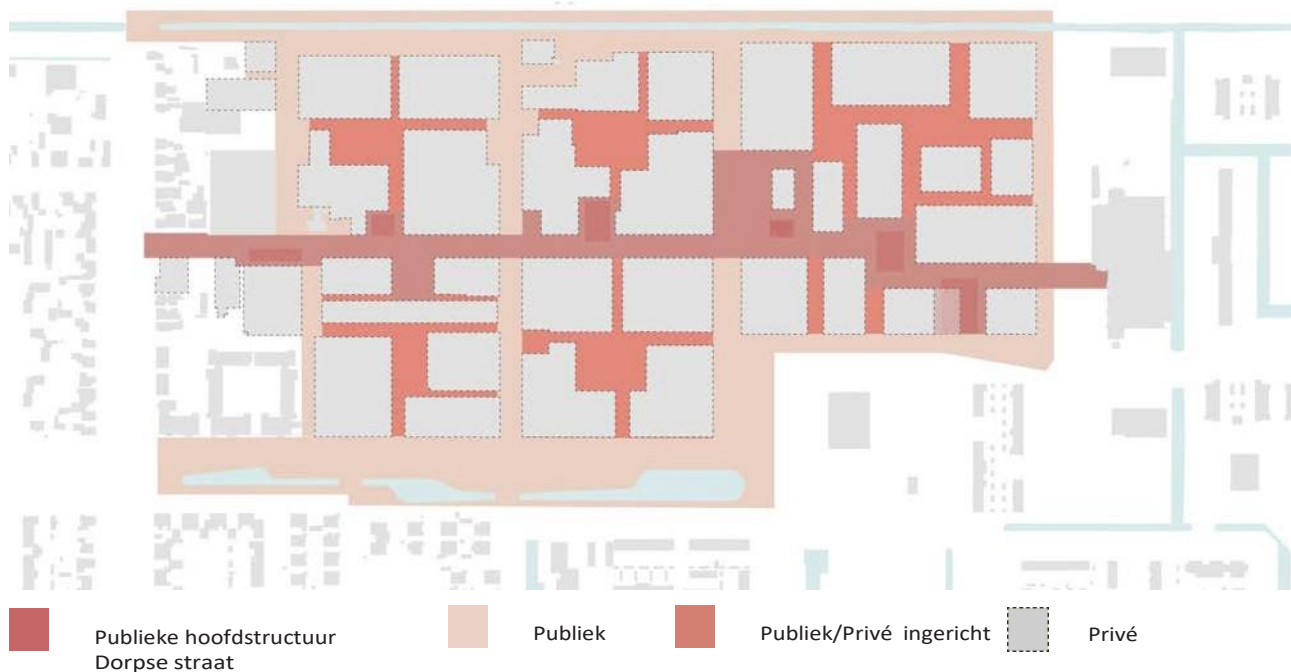 Publieke hoofdstructuur
Dorpse straat
Publiek
Publiek/Privé ingericht
Privé